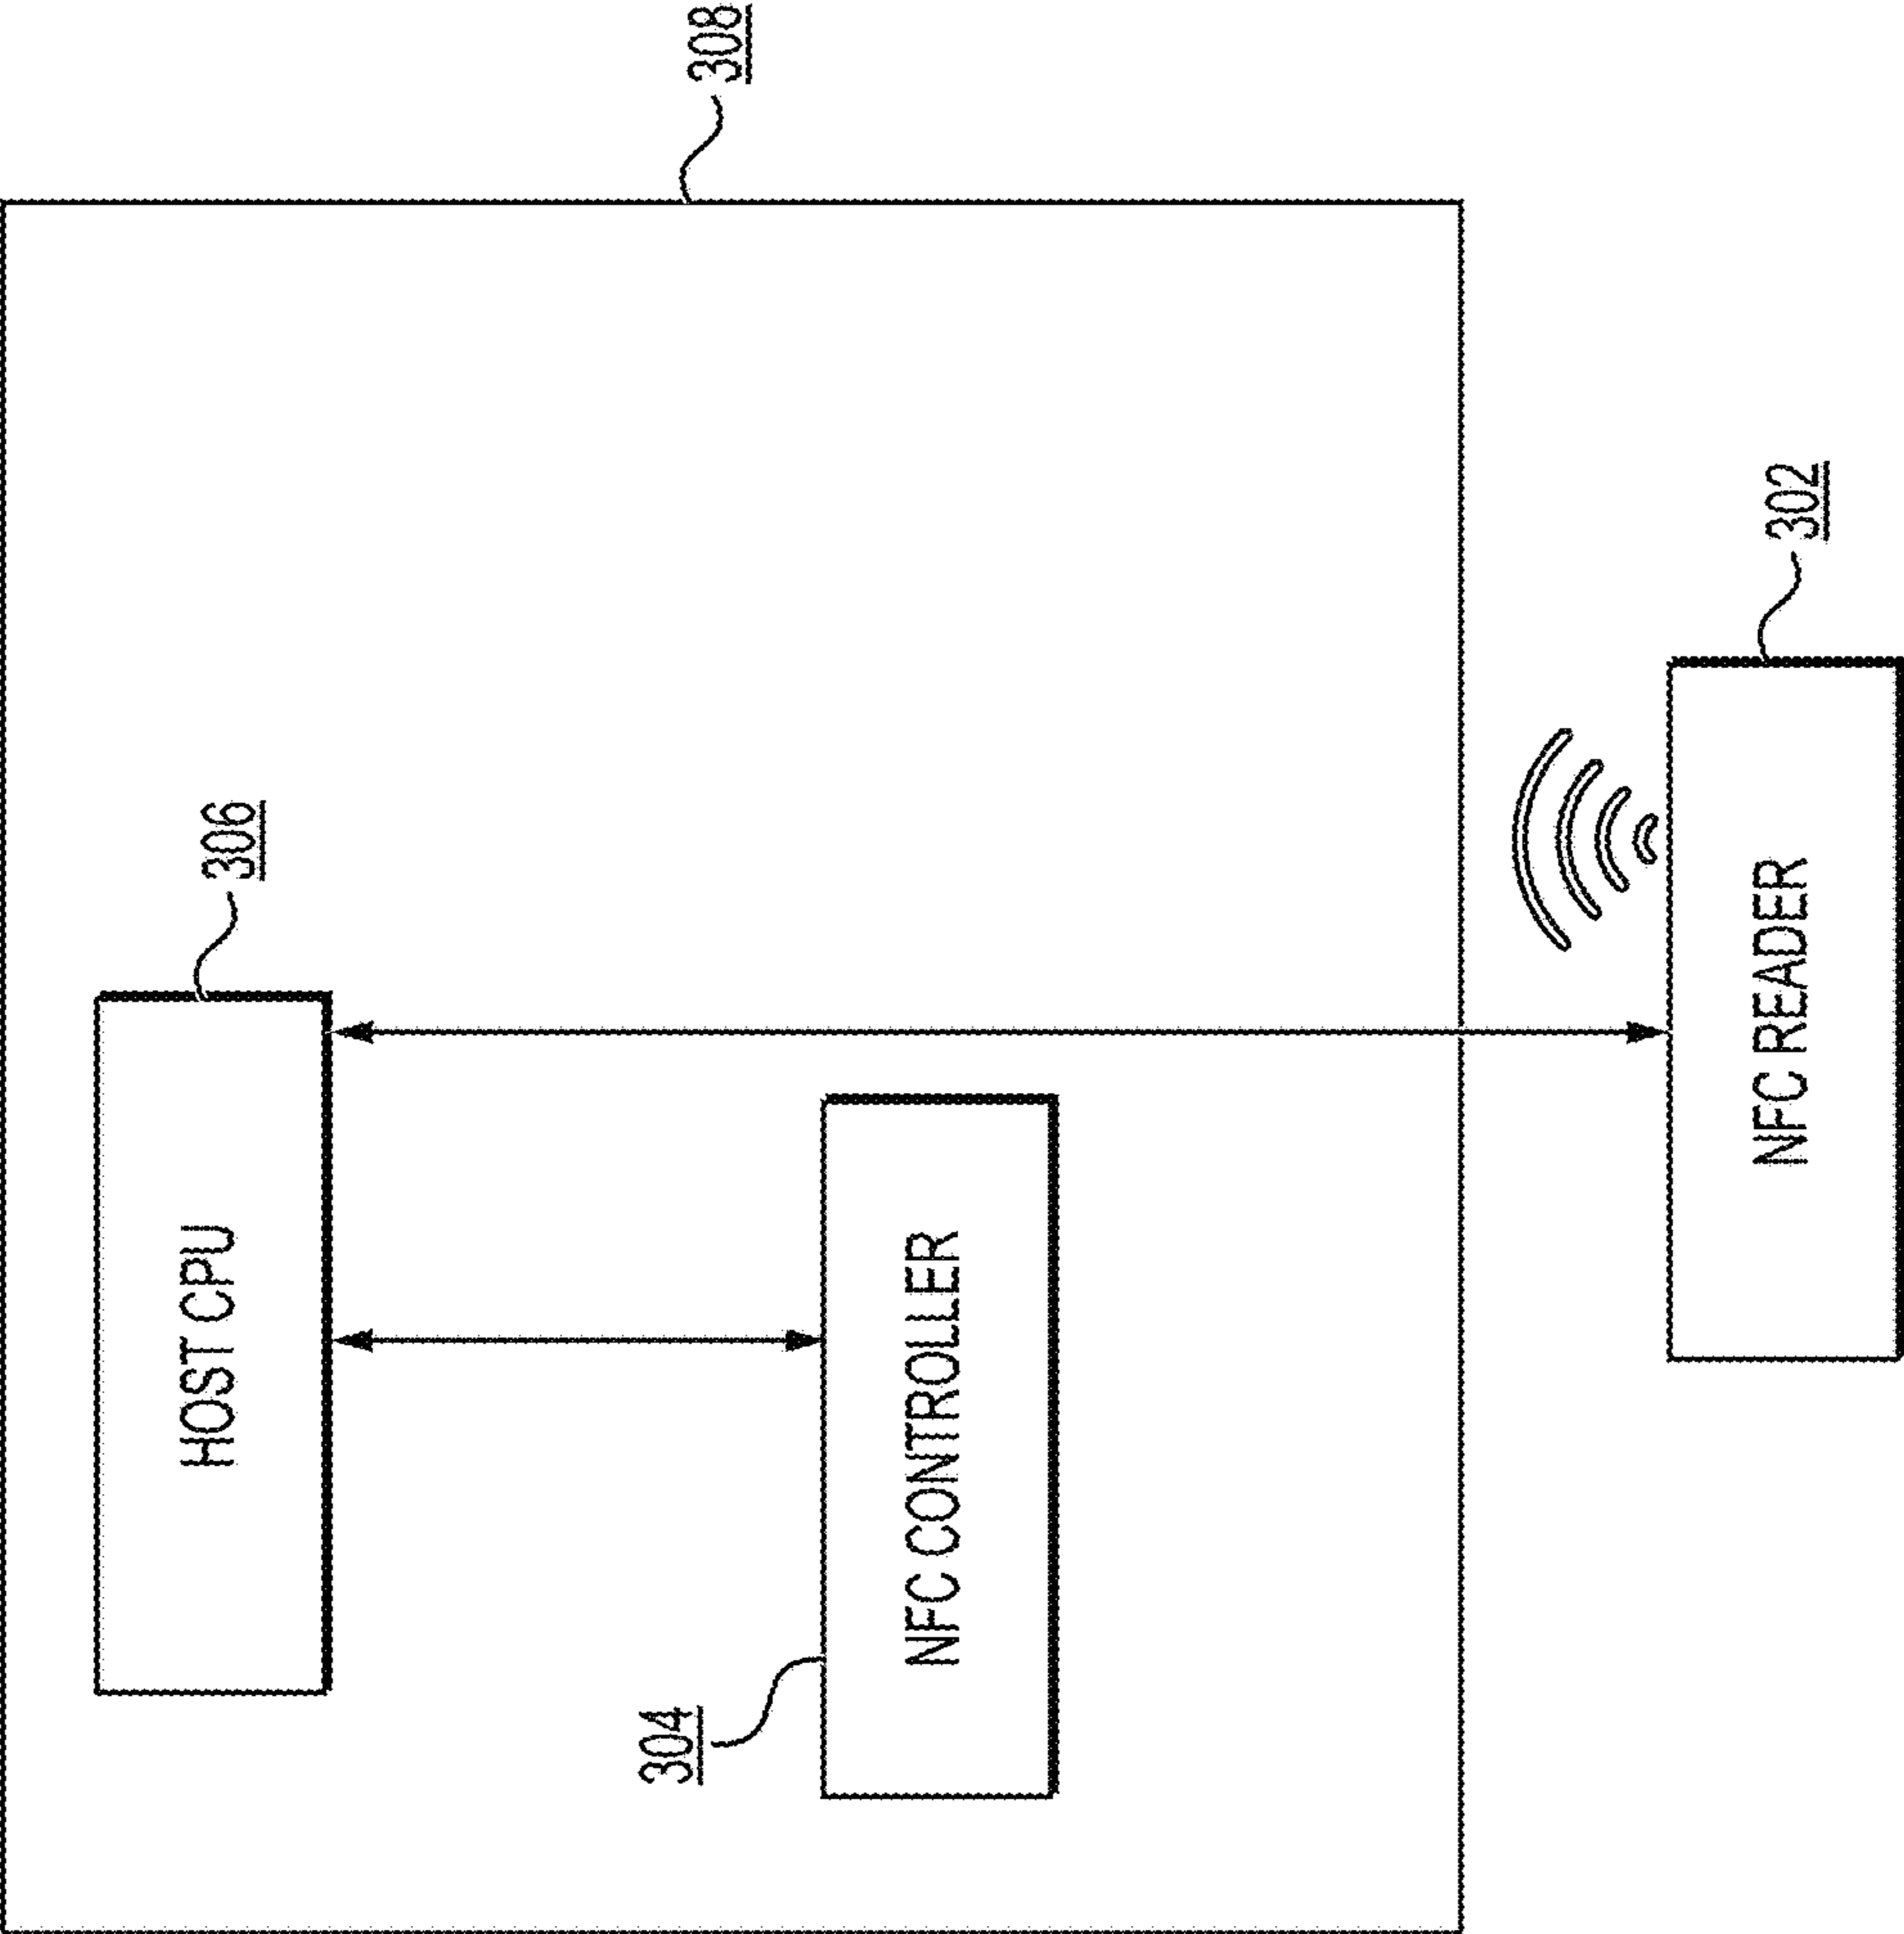 308
HOST CPU
306
304
NFC CONTROLLER
NFC READER
302